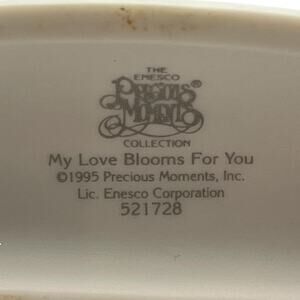 THE
ENESCO
PRECIOUS®
MOMENTS
COLLECTION
My Love Blooms For You
©1995 Precious Moments, Inc.
Lic. Enesco Corporation
521728